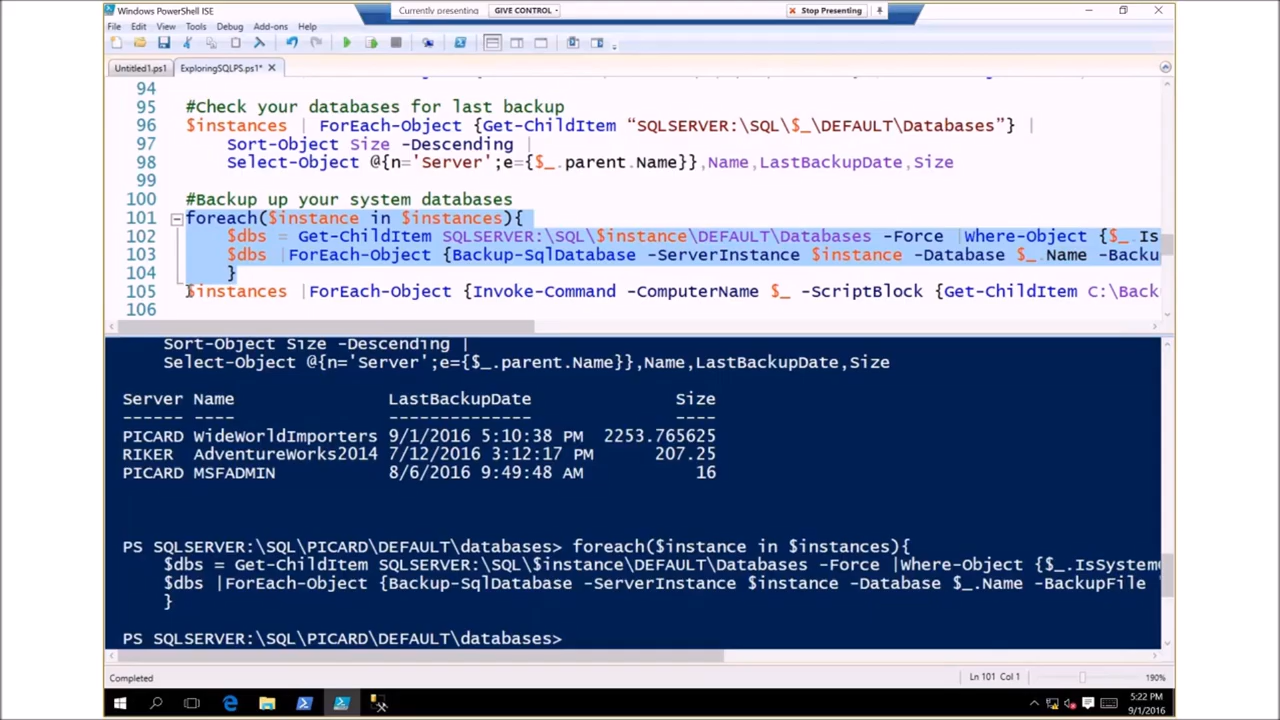 Windows PowerShell ISE
Currently presenting GIVE CONTROL Stop Presenting
File Edit View Tools Debug Add-ons Help
Untitled1.ps1 ExploringSQLPS.ps1* X
94
95 #Check your databases for last backup
96 $instances | ForEach-Object {Get-ChildItem “SQLSERVER:\SQL\$_\DEFAULT\Databases”} |
97 Sort-Object Size -Descending |
98 Select-Object @{n='Server';e={$_.parent.Name}},Name,LastBackupDate,Size
99
100 #Backup up your system databases
101 foreach($instance in $instances){
102 $dbs = Get-ChildItem SQLSERVER:\SQL\$instance\DEFAULT\Databases -Force |Where-Object {$_.Is
103 $dbs |ForEach-Object {Backup-SqlDatabase -ServerInstance $instance -Database $_.Name -Backu
104 }
105 $instances |ForEach-Object {Invoke-Command -ComputerName $_ -ScriptBlock {Get-ChildItem C:\Back
106
Sort-Object Size -Descending |
Select-Object @{n='Server';e={$_.parent.Name}},Name,LastBackupDate,Size
Server Name LastBackupDate Size
------ ---- -------------- ----
PICARD WideWorldImporters 9/1/2016 5:10:38 PM 2253.765625
RIKER AdventureWorks2014 7/12/2016 3:12:17 PM 207.25
PICARD MSFADMIN 8/6/2016 9:49:48 AM 16
PS SQLSERVER:\SQL\PICARD\DEFAULT\databases> foreach($instance in $instances){
$dbs = Get-ChildItem SQLSERVER:\SQL\$instance\DEFAULT\Databases -Force |Where-Object {$_.IsSystem
$dbs |ForEach-Object {Backup-SqlDatabase -ServerInstance $instance -Database $_.Name -BackupFile
}
PS SQLSERVER:\SQL\PICARD\DEFAULT\databases>
Completed Ln 101 Col 1 190%
5:22 PM
9/1/2016